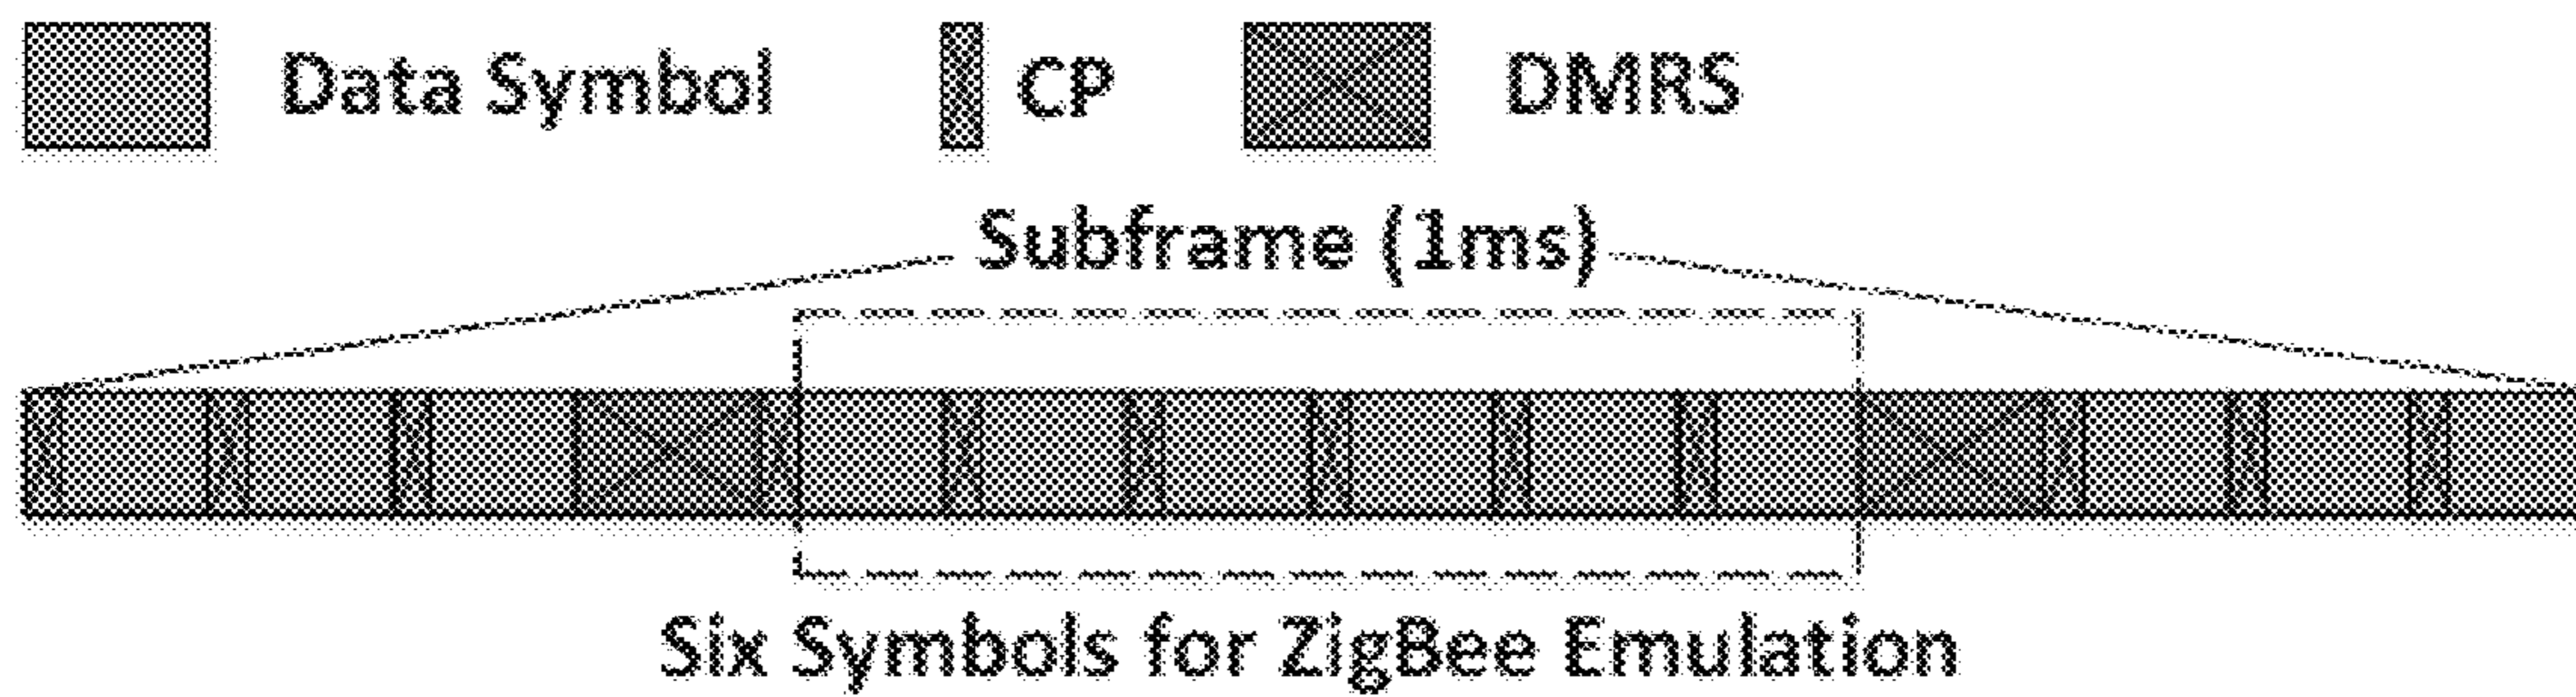 Data Symbol CP DMRS
Subframe (1ms)
Six Symbols for ZigBee Emulation